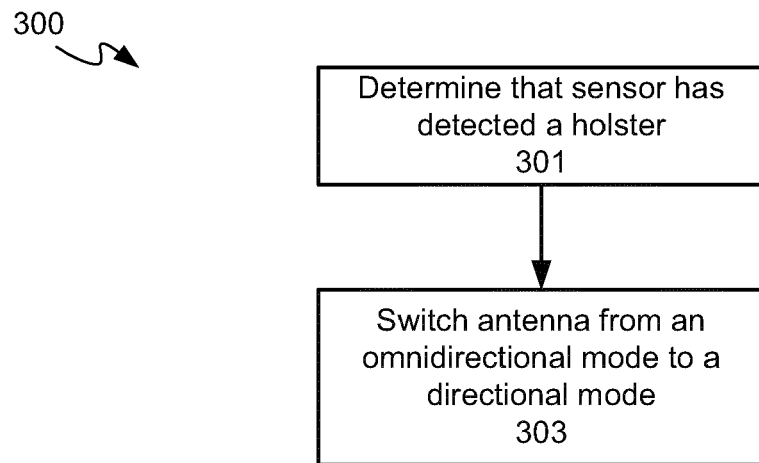 300
Determine that sensor has
detected a holster
301
Switch antenna from an
omnidirectional mode to a
directional mode
303